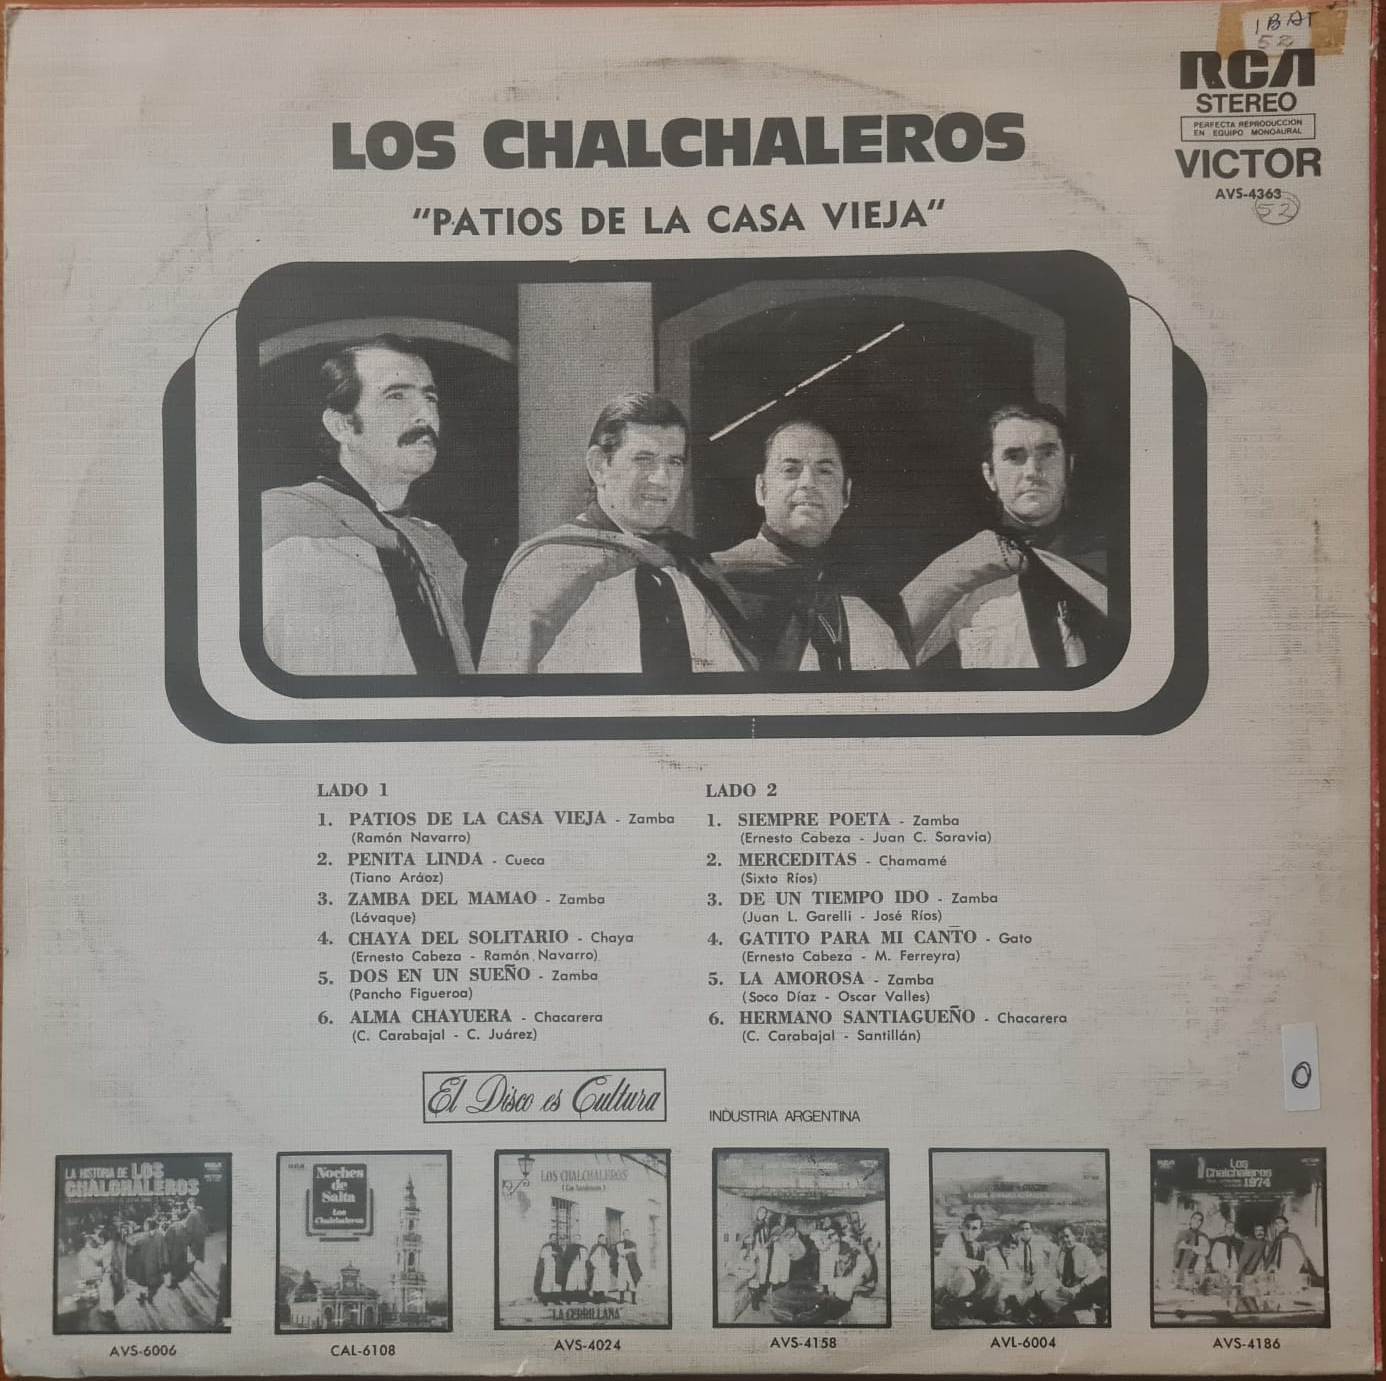 1 BAT
52
RCA
STEREO
PERFECTA REPRODUCCION
EN EQUIPO MONOAURAL
VICTOR
AVS-4363
52
LOS CHALCHALEROS
"PATIOS DE LA CASA VIEJA"
LADO 1
1. PATIOS DE LA CASA VIEJA - Zamba
(Ramón Navarro)
2. PENITA LINDA - Cueca
(Tiano Aráoz)
3. ZAMBA DEL MAMAO - Zamba
(Lávaque)
4. CHAYA DEL SOLITARIO - Chaya
(Ernesto Cabeza - Ramón Navarro)
5. DOS EN UN SUEÑO - Zamba
(Pancho Figueroa)
6. ALMA CHAYUERA - Chacarera
(C. Carabajal - C. Juárez)
LADO 2
1. SIEMPRE POETA - Zamba
(Ernesto Cabeza - Juan C. Saravia)
2. MERCEDITAS - Chamamé
(Sixto Ríos)
3. DE UN TIEMPO IDO - Zamba
(Juan L. Garelli - José Ríos)
4. GATITO PARA MI CANTO - Gato
(Ernesto Cabeza - M. Ferreyra)
5. LA AMOROSA - Zamba
(Soco Díaz - Oscar Valles)
6. HERMANO SANTIAGUEÑO - Chacarera
(C. Carabajal - Santillán)
0
El Disco es Cultura
INDUSTRIA ARGENTINA
LA HISTORIA DE LOS
CHALCHALEROS
AVS-6006
Noches
de
Salta
Los
Chalchaleros
CAL-6108
LOS CHALCHALEROS
"LA CERRILLANA"
AVS-4024
AVS-4158
AVL-6004
Los
Chalchaleros
1974
AVS-4186